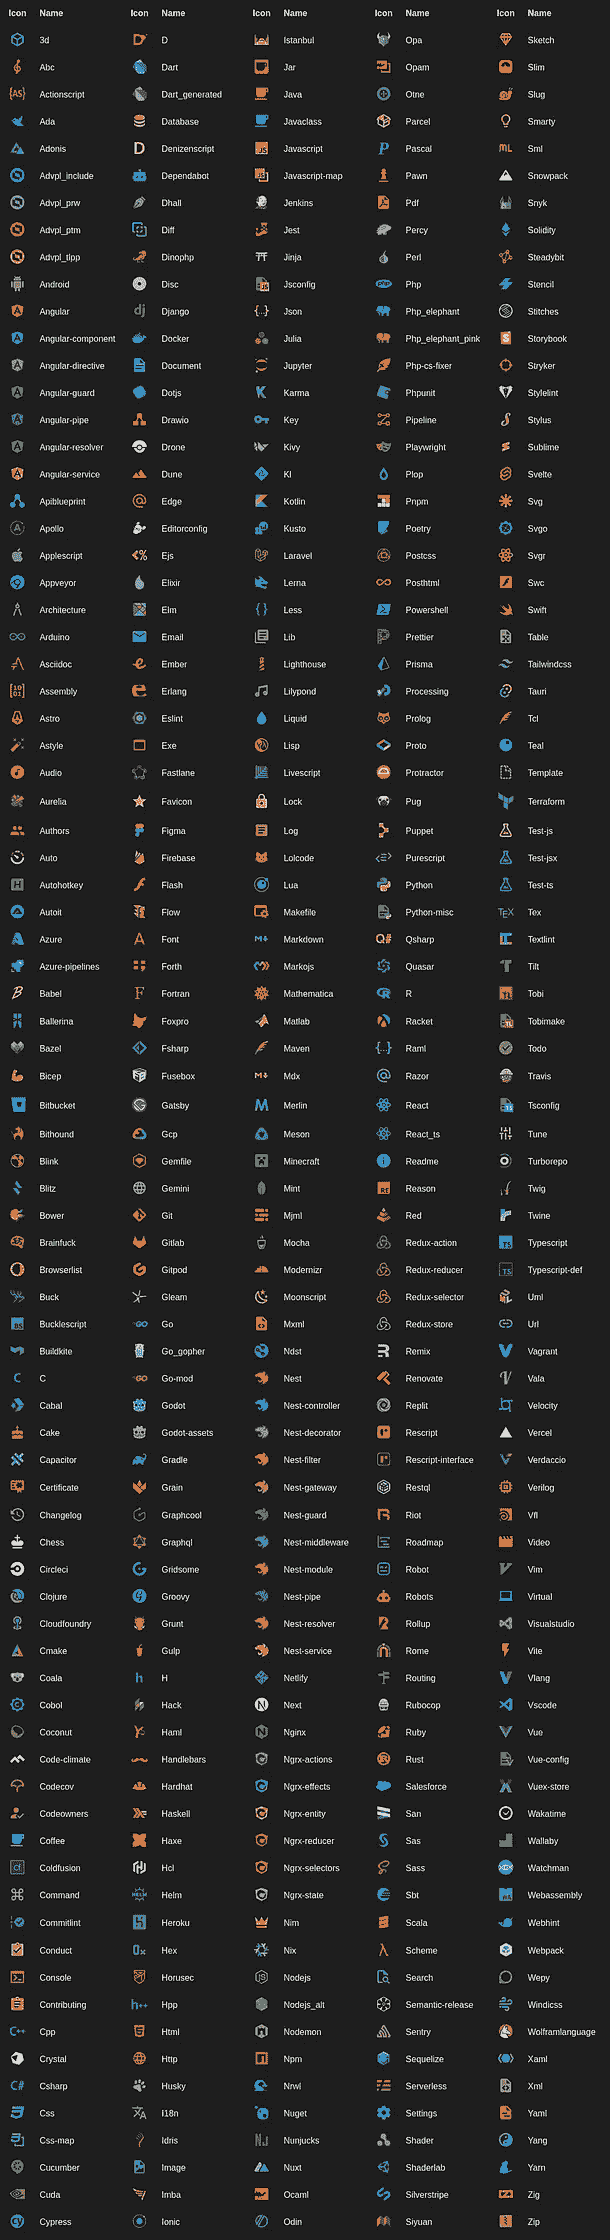 Icon Name Icon Name Icon Name Icon Name Icon Name
3d D Istanbul Opa Sketch
Abc Dart Jar Opam Slim
Actionscript Dart_generated Java Otne Slug
Ada Database Javaclass Parcel Smarty
Adonis Denizenscript Javascript Pascal Sml
Advpl_include Dependabot Javascript-map Pawn Snowpack
Advpl_prw Dhall Jenkins Pdf Snyk
Advpl_ptm Diff Jest Percy Solidity
Advpl_tlpp Dinophp Jinja Perl Steadybit
Android Disc Jsconfig Php Stencil
Angular Django Json Php_elephant Stitches
Angular-component Docker Julia Php_elephant_pink Storybook
Angular-directive Document Jupyter Php-cs-fixer Stryker
Angular-guard Dotjs Karma Phpunit Stylelint
Angular-pipe Drawio Key Pipeline Stylus
Angular-resolver Drone Kivy Playwright Sublime
Angular-service Dune Kl Plop Svelte
Apiblueprint Edge Kotlin Pnpm Svg
Apollo Editorconfig Kusto Poetry Svgo
Applescript Ejs Laravel Postcss Svgr
Appveyor Elixir Lerna Posthtml Swc
Architecture Elm Less Powershell Swift
Arduino Email Lib Prettier Table
Asciidoc Ember Lighthouse Prisma Tailwindcss
Assembly Erlang Lilypond Processing Tauri
Astro Eslint Liquid Prolog Tcl
Astyle Exe Lisp Proto Teal
Audio Fastlane Livescript Protractor Template
Aurelia Favicon Lock Pug Terraform
Authors Figma Log Puppet Test-js
Auto Firebase Lolcode Purescript Test-jsx
Autohotkey Flash Lua Python Test-ts
Autoit Flow Makefile Python-misc Tex
Azure Font Markdown Qsharp Textlint
Azure-pipelines Forth Markojs Quasar Tilt
Babel Fortran Mathematica R Tobi
Ballerina Foxpro Matlab Racket Tobimake
Bazel Fsharp Maven Raml Todo
Bicep Fusebox Mdx Razor Travis
Bitbucket Gatsby Merlin React Tsconfig
Bithound Gcp Meson React_ts Tune
Blink Gemfile Minecraft Readme Turborepo
Blitz Gemini Mint Reason Twig
Bower Git Mjml Red Twine
Brainfuck Gitlab Mocha Redux-action Typescript
Browserlist Gitpod Modernizr Redux-reducer Typescript-def
Buck Gleam Moonscript Redux-selector Uml
Bucklescript Go Mxml Redux-store Url
Buildkite Go_gopher Ndst Remix Vagrant
C Go-mod Nest Renovate Vala
Cabal Godot Nest-controller Replit Velocity
Cake Godot-assets Nest-decorator Rescript Vercel
Capacitor Gradle Nest-filter Rescript-interface Verdaccio
Certificate Grain Nest-gateway Restql Verilog
Changelog Graphcool Nest-guard Riot Vfl
Chess Graphql Nest-middleware Roadmap Video
Circleci Gridsome Nest-module Robot Vim
Clojure Groovy Nest-pipe Robots Virtual
Cloudfoundry Grunt Nest-resolver Rollup Visualstudio
Cmake Gulp Nest-service Rome Vite
Coala H Netlify Routing Vlang
Cobol Hack Next Rubocop Vscode
Coconut Haml Nginx Ruby Vue
Code-climate Handlebars Ngrx-actions Rust Vue-config
Codecov Hardhat Ngrx-effects Salesforce Vuex-store
Codeowners Haskell Ngrx-entity San Wakatime
Coffee Haxe Ngrx-reducer Sas Wallaby
Coldfusion Hcl Ngrx-selectors Sass Watchman
Command Helm Ngrx-state Sbt Webassembly
Commitlint Heroku Nim Scala Webhint
Conduct Hex Nix Scheme Webpack
Console Horusec Nodejs Search Wepy
Contributing Hpp Nodejs_alt Semantic-release Windicss
Cpp Html Nodemon Sentry Wolframlanguage
Crystal Http Npm Sequelize Xaml
Csharp Husky Nrwl Serverless Xml
Css I18n Nuget Settings Yaml
Css-map Idris Nunjucks Shader Yang
Cucumber Image Nuxt Shaderlab Yarn
Cuda Imba Ocaml Silverstripe Zig
Cypress Ionic Odin Siyuan Zip